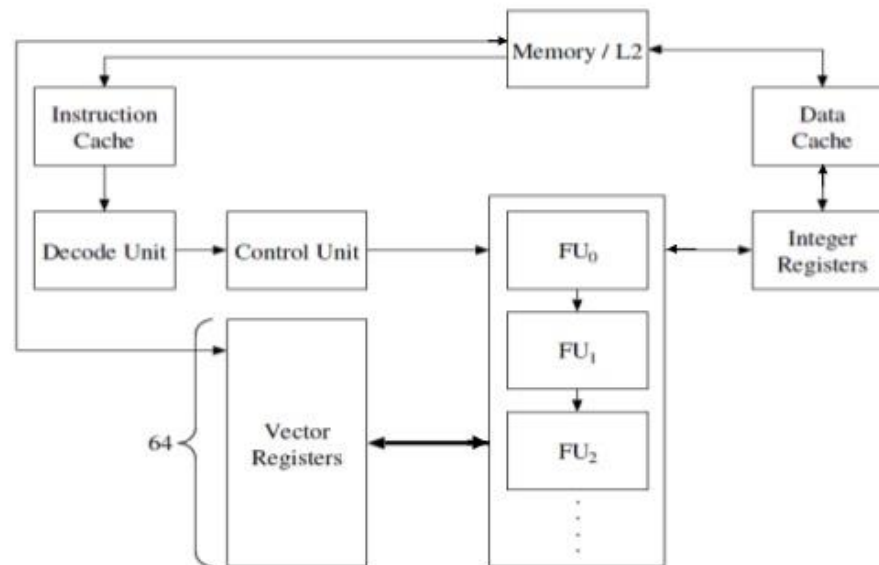 Memory / L2
Instruction
Cache
Data
Cache
Decode Unit
Control Unit
FU₀
Integer
Registers
FU₁
64
Vector
Registers
FU₂